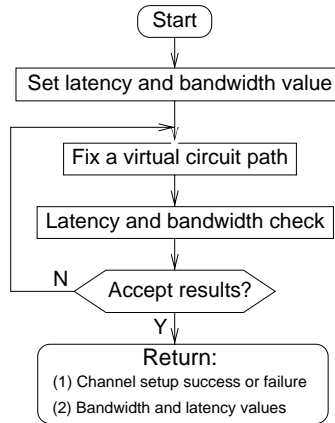 Start
Set latency and bandwidth value
Fix a virtual circuit path
Latency and bandwidth check
N
Accept results?
Y
Return:
(1) Channel setup success or failure
(2) Bandwidth and latency values